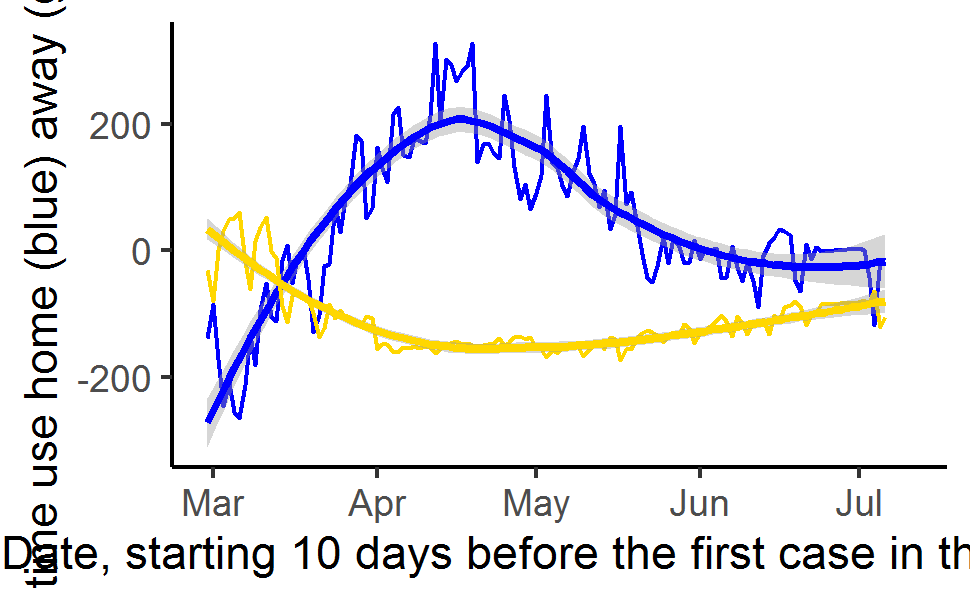 time use home (blue) away (
200
0
-200
Mar Apr May Jun Jul
Date, starting 10 days before the first case in th